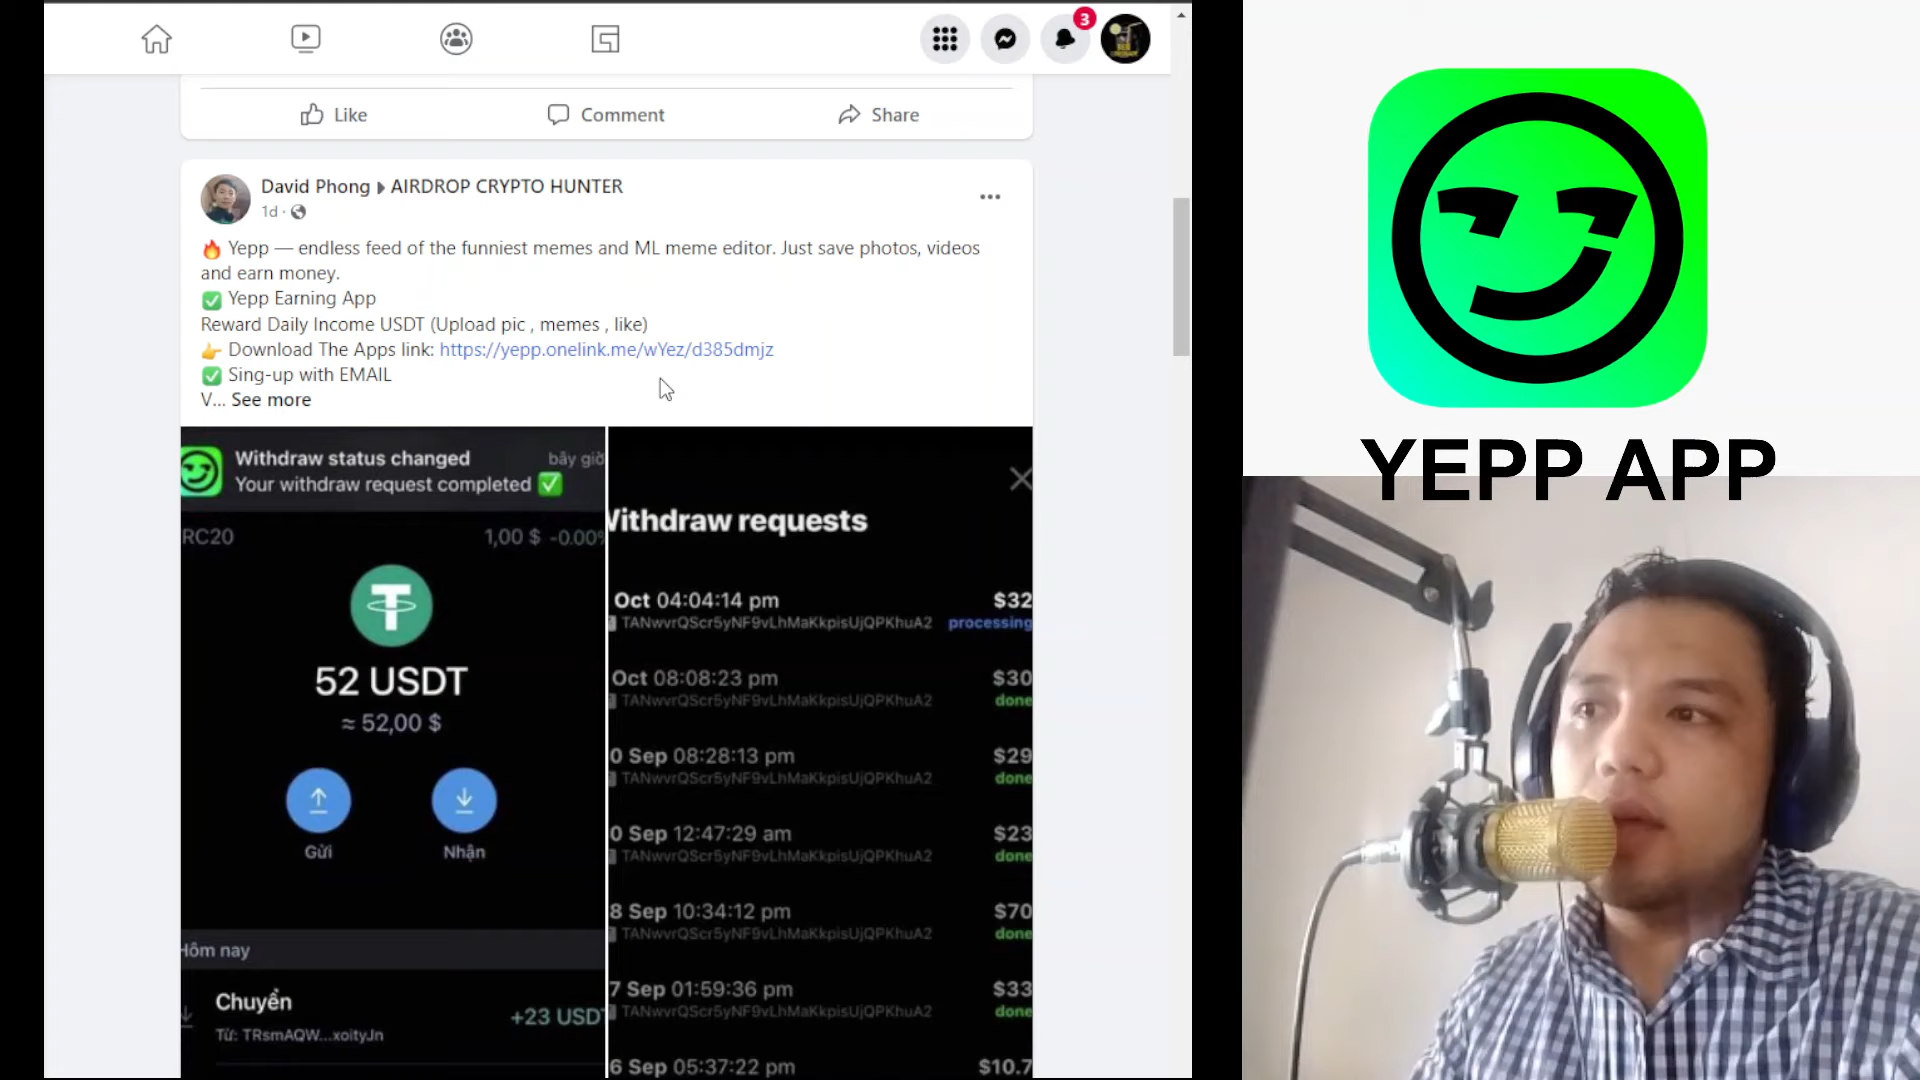 3
Like
Comment
Share
David Phong AIRDROP CRYPTO HUNTER
1d ·
Yepp — endless feed of the funniest memes and ML meme editor. Just save photos, videos
and earn money.
Yepp Earning App
Reward Daily Income USDT (Upload pic , memes , like)
Download The Apps link: https://yepp.onelink.me/wYez/d385dmjz
Sing-up with EMAIL
V... See more
Withdraw status changed
bây giờ
Your withdraw request completed
RC20
1,00 $ -0.00%
52 USDT
≈ 52,00 $
Gửi
Nhận
Hôm nay
Chuyển
+23 USDT
Từ: TRsmAQW...xoityJn
Withdraw requests
Oct 04:04:14 pm
$32
TANwvrQScr5yNF9vLhMaKkpisUjQPKhuA2
processing
Oct 08:08:23 pm
$30
TANwvrQScr5yNF9vLhMaKkpisUjQPKhuA2
done
0 Sep 08:28:13 pm
$29
TANwvrQScr5yNF9vLhMaKkpisUjQPKhuA2
done
0 Sep 12:47:29 am
$23
TANwvrQScr5yNF9vLhMaKkpisUjQPKhuA2
done
8 Sep 10:34:12 pm
$70
TANwvrQScr5yNF9vLhMaKkpisUjQPKhuA2
done
7 Sep 01:59:36 pm
$33
TANwvrQScr5yNF9vLhMaKkpisUjQPKhuA2
done
6 Sep 05:37:22 pm
$10.7
YEPP APP